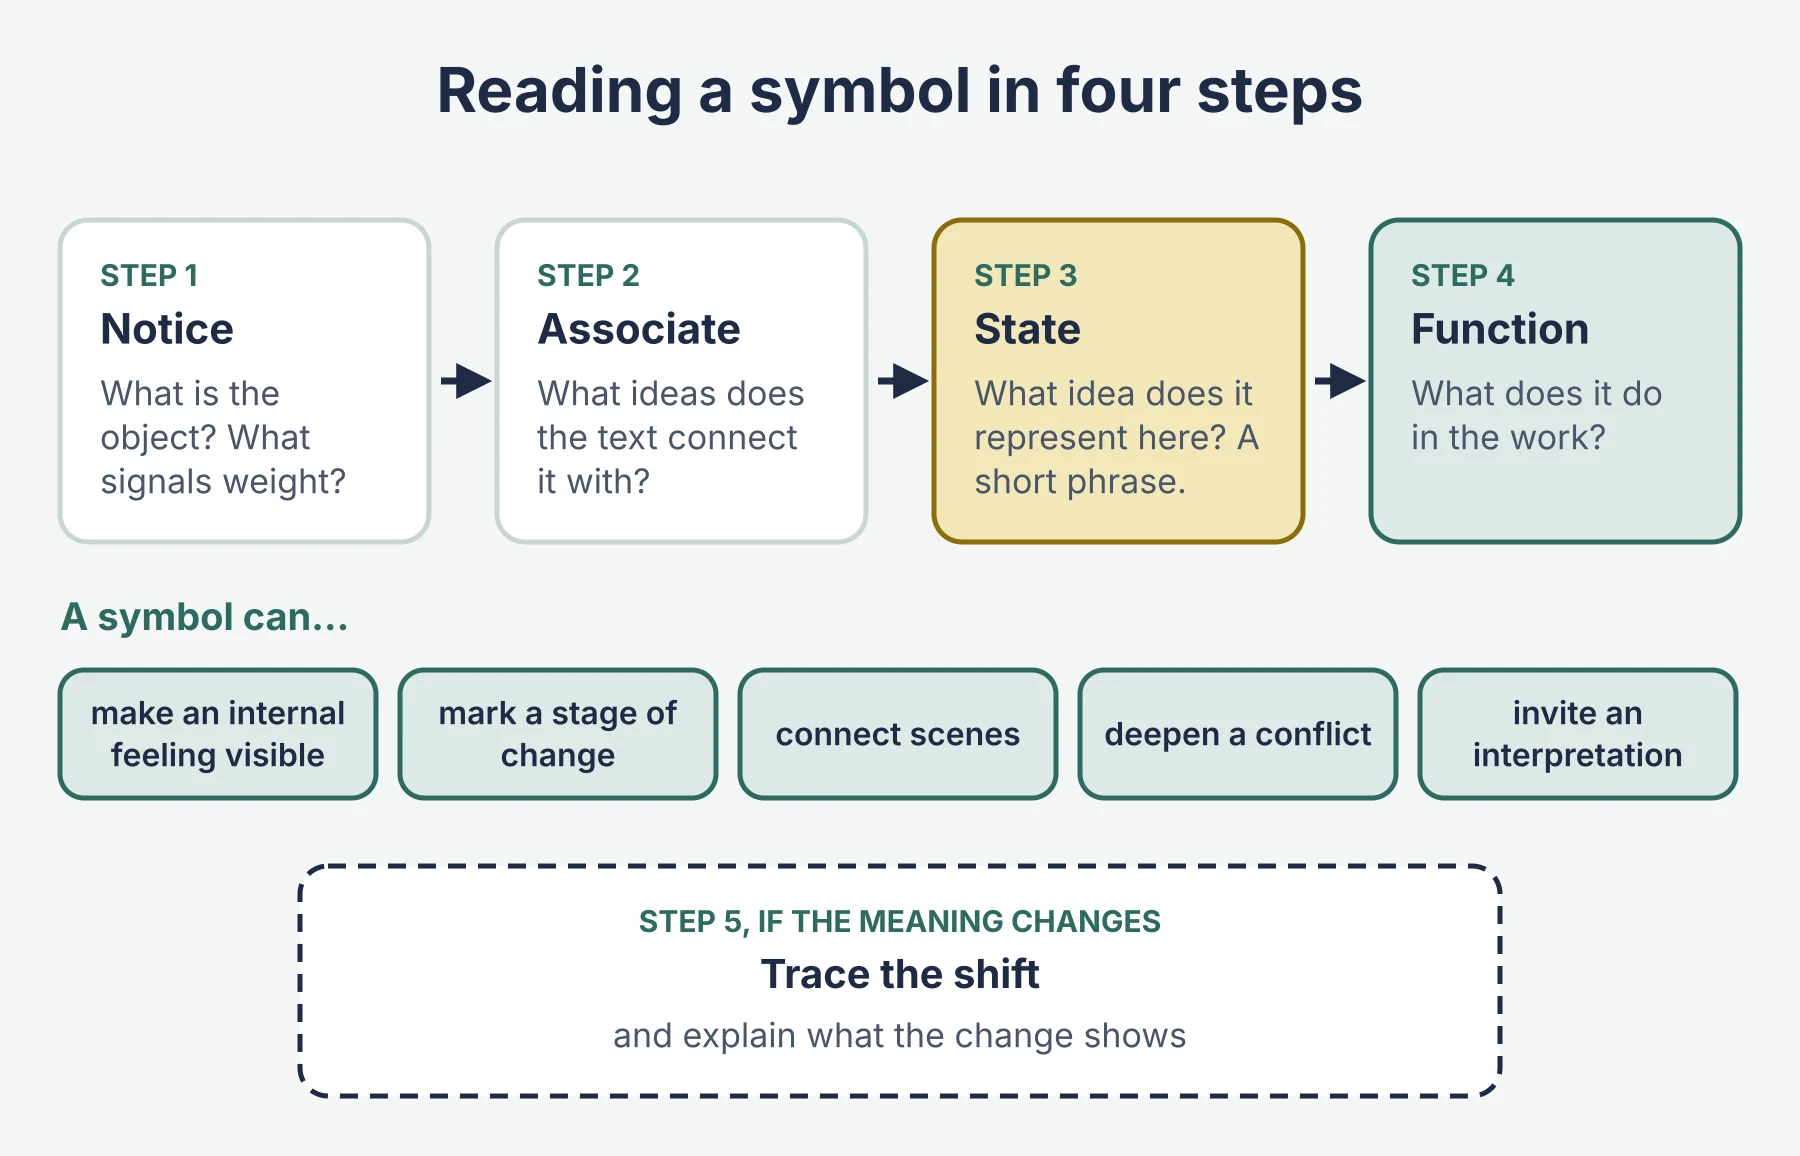 Reading a symbol in four steps
STEP 1
Notice
What is the
object? What
signals weight?
STEP 2
Associate
What ideas does
the text connect
it with?
STEP 3
State
What idea does it
represent here? A
short phrase.
STEP 4
Function
What does it do
in the work?
A symbol can...
make an internal
feeling visible
mark a stage of
change
connect scenes
deepen a conflict
invite an
interpretation
STEP 5, IF THE MEANING CHANGES
Trace the shift
and explain what the change shows